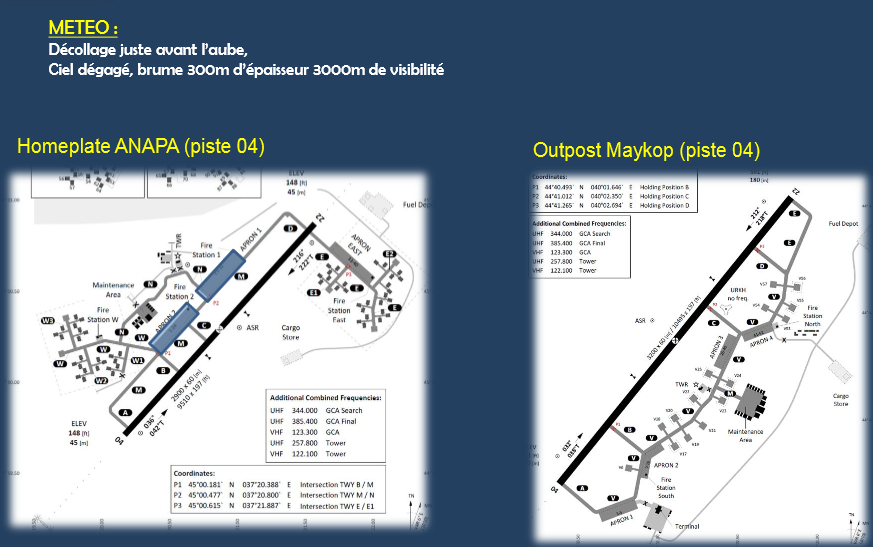 METEO :
Décollage juste avant l'aube,
Ciel dégagé, brume 300m d'épaisseur 3000m de visibilité
Homeplate ANAPA (piste 04)
Outpost Maykop (piste 04)
ELEV
148 (ft)
45 (m)
22
D
216°
222°T
TWR
Fire
Station 1
APRON 1
N
M
P2
Fire
Station 2
Maintenance
Area
N
Fire
Station W
APRON 2
C
W3
N
W
W1
W
W2
P1
M
B
M
A
ASR
2900 x 60 (m)
9510 x 197 (ft)
036°
042°T
04
ELEV
148 (ft)
45 (m)
Fuel Depot
APRON
EAST
E
E2
P3
E1
E
E
Fire
Station
East
Cargo
Store
Additional Combined Frequencies:
UHF 344.000 GCA Search
UHF 385.400 GCA Final
VHF 123.300 GCA
UHF 257.800 Tower
VHF 122.100 Tower
Coordinates:
P1 45°00.181' N 037°20.388' E Intersection TWY B / M
P2 45°00.477' N 037°20.800' E Intersection TWY M / N
P3 45°00.615' N 037°21.887' E Intersection TWY E / E1
TN
Coordinates:
P1 44°40.493' N 040°01.646' E Holding Position B
P2 44°41.012' N 040°02.350' E Holding Position C
P3 44°41.265' N 040°02.694' E Holding Position D
Additional Combined Frequencies:
UHF 344.000 GCA Search
UHF 385.400 GCA Final
VHF 123.300 GCA
UHF 257.800 Tower
VHF 122.100 Tower
180 (m)
22
212°
218°T
E
P3
E
D
Fuel Depot
URKH
no freq.
P2
C
V
Fire
Station
North
APRON 4
ASR
3200 x 60 (m) / 10485 x 197 (ft)
APRON 3
V
V
TWR
M
Maintenance
Area
Cargo
Store
V
V
P1
B
V
032°
038°T
04
APRON 2
A
V
Fire
Station
South
APRON 1
Terminal
TN